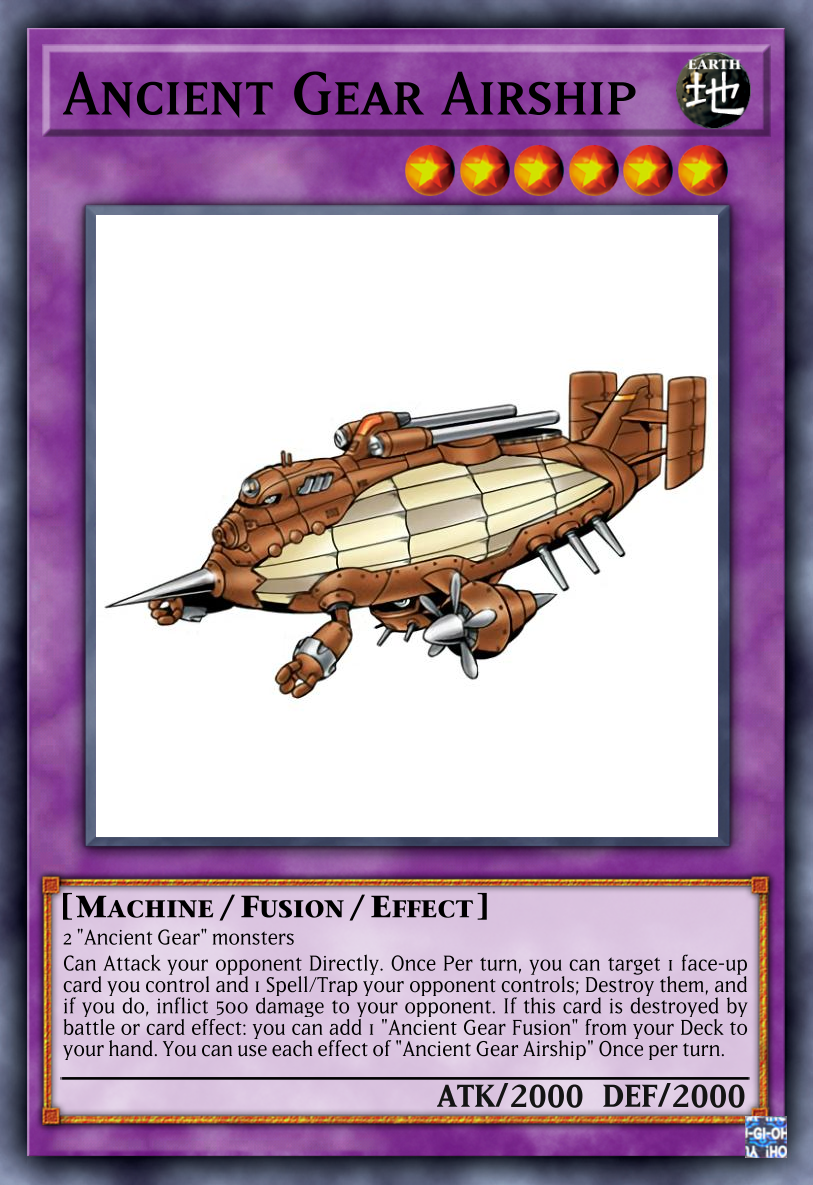 Ancient Gear Airship
EARTH
地
[Machine / Fusion / Effect]
2 "Ancient Gear" monsters
Can Attack your opponent Directly. Once Per turn, you can target 1 face-up
card you control and 1 Spell/Trap your opponent controls; Destroy them, and
if you do, inflict 500 damage to your opponent. If this card is destroyed by
battle or card effect: you can add 1 "Ancient Gear Fusion" from your Deck to
your hand. You can use each effect of "Ancient Gear Airship" Once per turn.
ATK/2000 DEF/2000